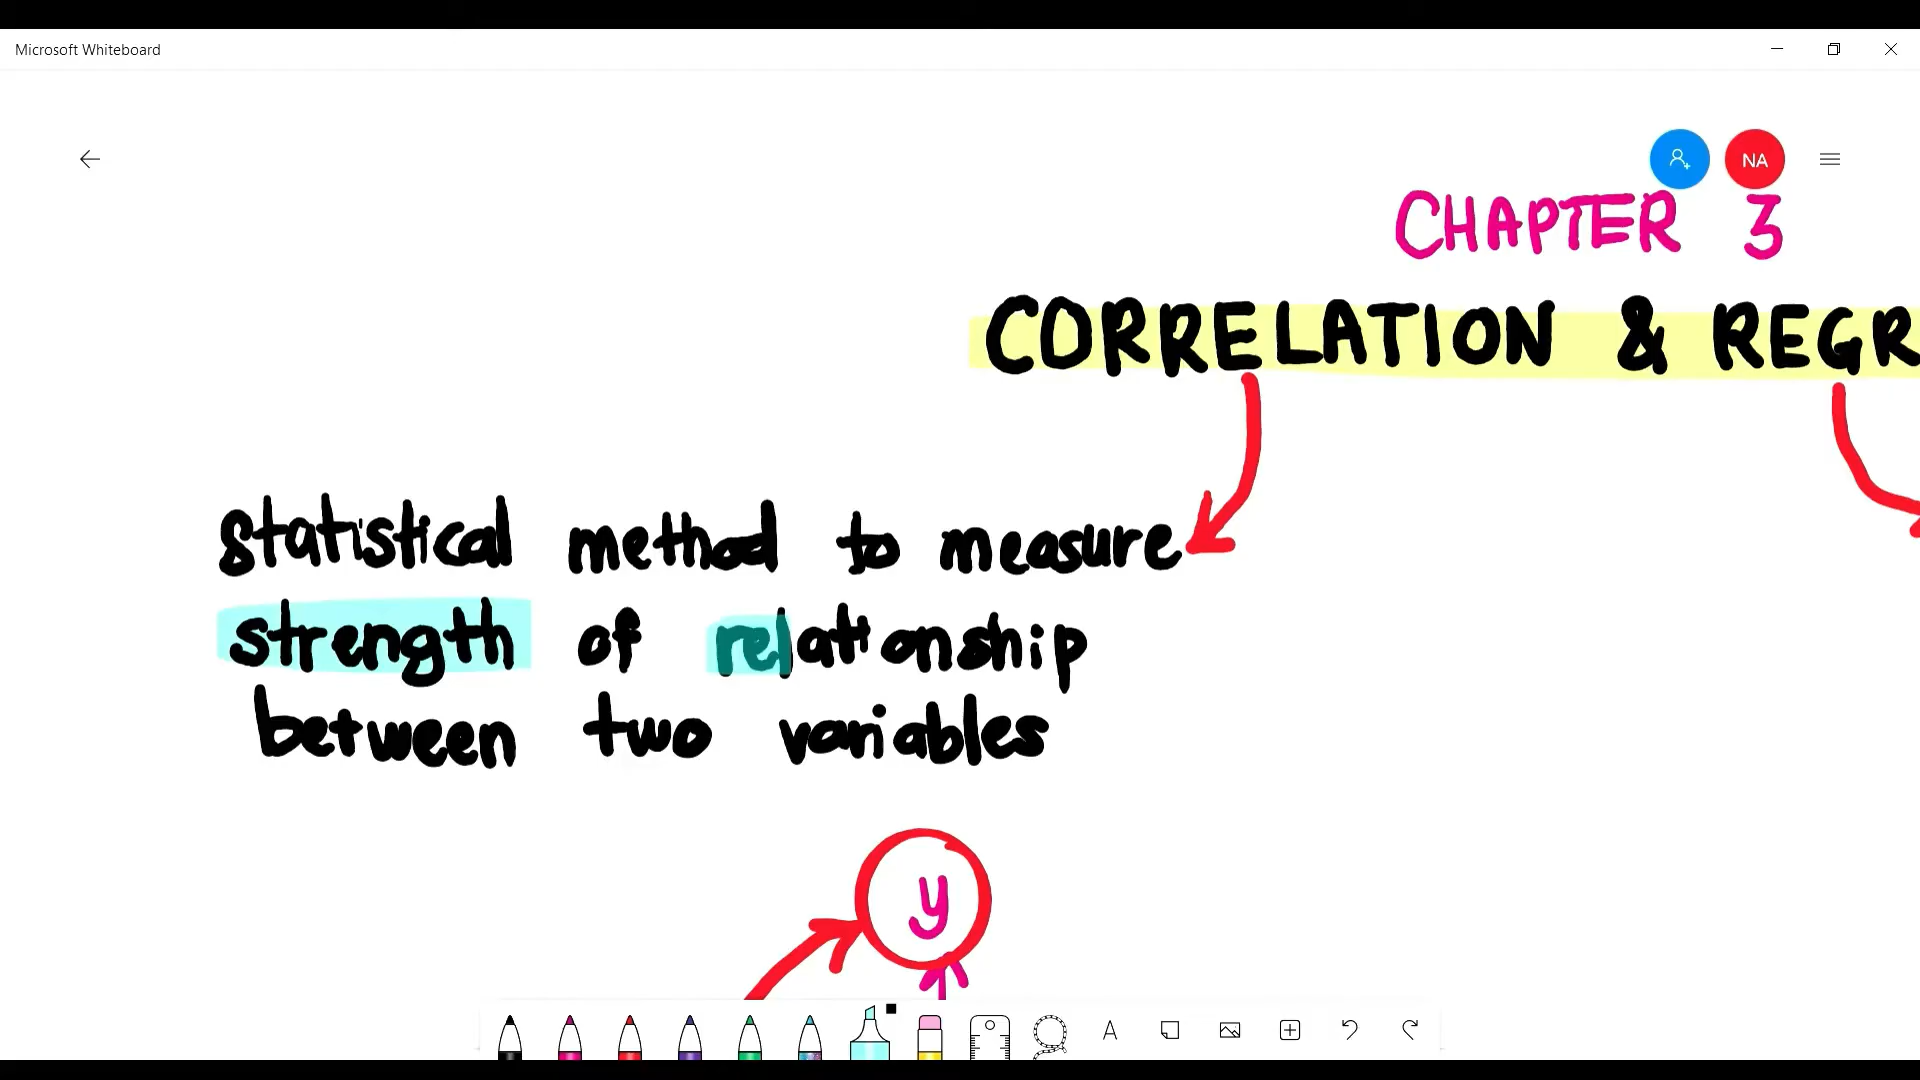 Microsoft Whiteboard
NA
CHAPTER 3
CORRELATION & REGR
statistical method to measure
strength of relationship
between two variables
y